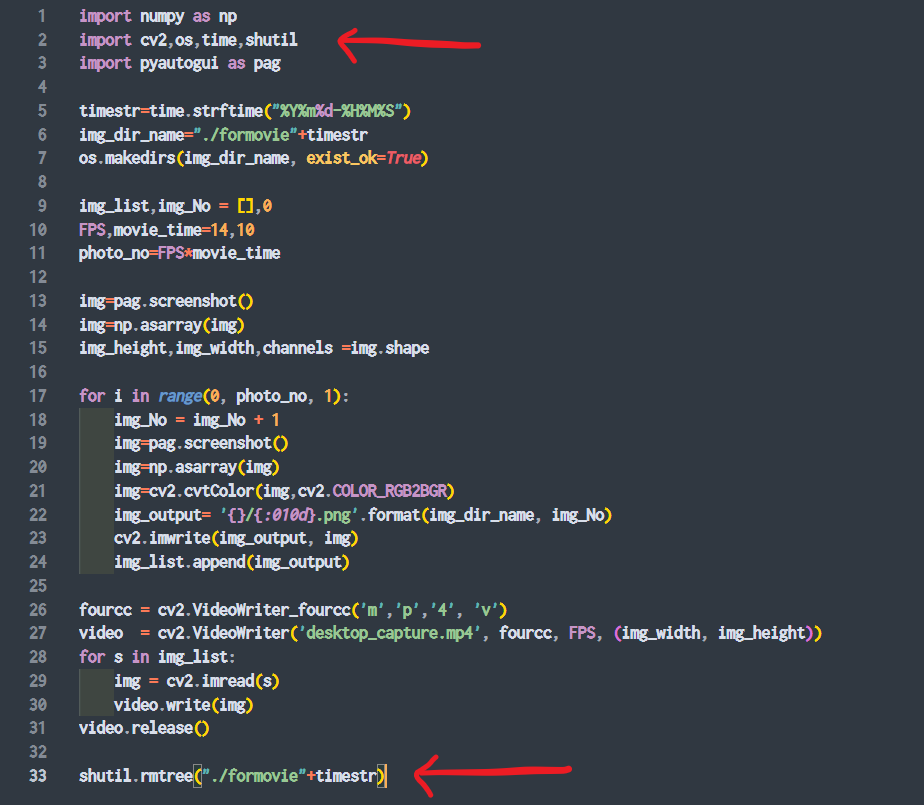 1 import numpy as np
2 import cv2,os,time,shutil
3 import pyautogui as pag
4
5 timestr=time.strftime("%Y%m%d-%H%M%S")
6 img_dir_name="./formovie"+timestr
7 os.makedirs(img_dir_name, exist_ok=True)
8
9 img_list,img_No = [],0
10 FPS,movie_time=14,10
11 photo_no=FPS*movie_time
12
13 img=pag.screenshot()
14 img=np.asarray(img)
15 img_height,img_width,channels =img.shape
16
17 for i in range(0, photo_no, 1):
18     img_No = img_No + 1
19     img=pag.screenshot()
20     img=np.asarray(img)
21     img=cv2.cvtColor(img,cv2.COLOR_RGB2BGR)
22     img_output= '{}/{:010d}.png'.format(img_dir_name, img_No)
23     cv2.imwrite(img_output, img)
24     img_list.append(img_output)
25
26 fourcc = cv2.VideoWriter_fourcc('m','p','4', 'v')
27 video  = cv2.VideoWriter('desktop_capture.mp4', fourcc, FPS, (img_width, img_height))
28 for s in img_list:
29     img = cv2.imread(s)
30     video.write(img)
31 video.release()
32
33 shutil.rmtree("./formovie"+timestr)